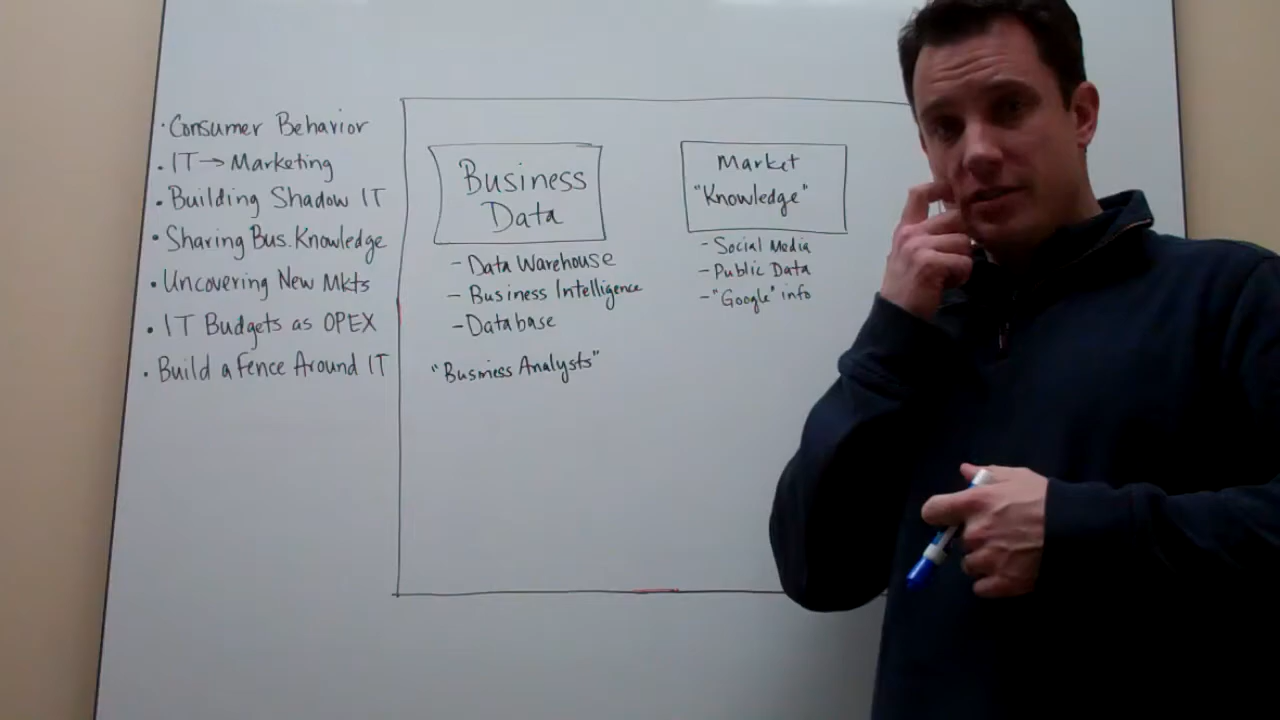 · Consumer Behavior
· IT → Marketing
· Building Shadow IT
· Sharing Bus. Knowledge
· Uncovering New Mkts
· IT Budgets as OPEX
· Build a Fence Around IT
Business
Data
- Data Warehouse
- Business Intelligence
- Database
"Business Analysts"
Market
"Knowledge"
- Social Media
- Public Data
- "Google" info